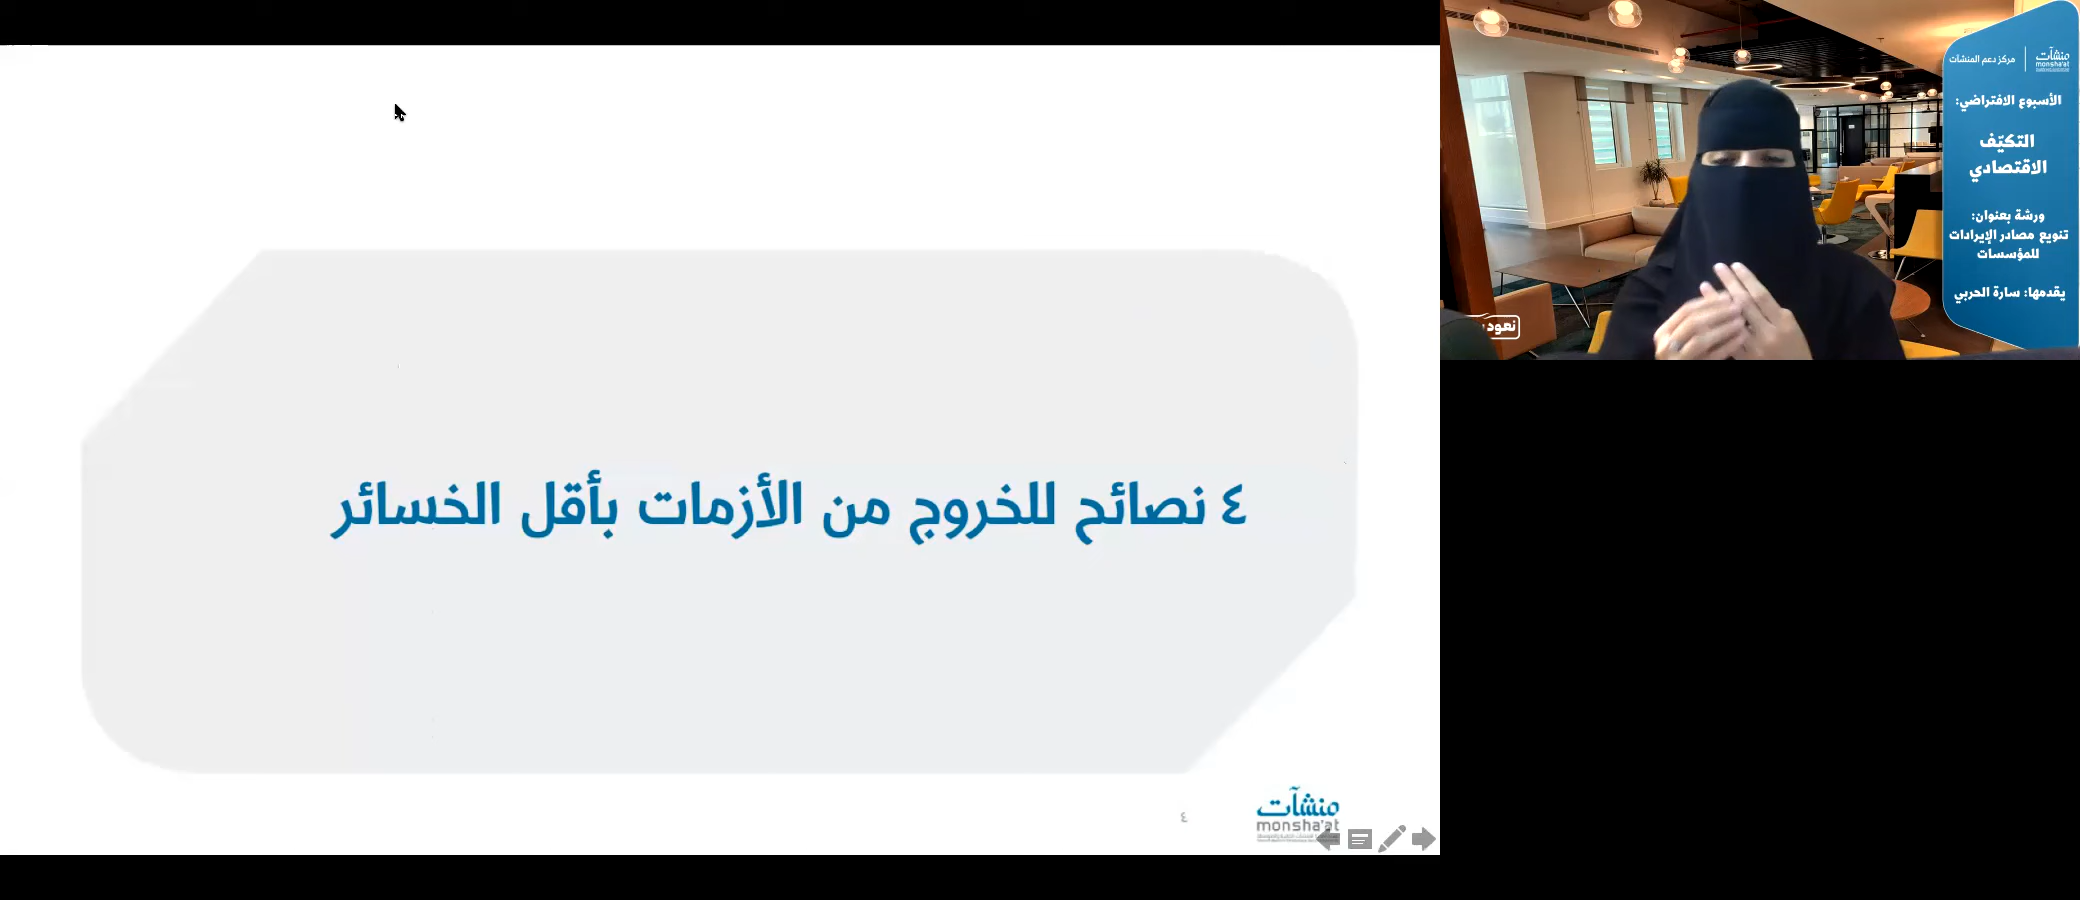 ٤ نصائح للخروج من الأزمات بأقل الخسائر
٤
منشآت
monsha'at
منشآت
monsha'at
مركز دعم المنشآت
الأسبوع الافتراضي:
التكيّف
الاقتصادي
ورشة بعنوان:
تنويع مصادر الإيرادات
للمؤسسات
يقدمها: سارة الحربي
نعود